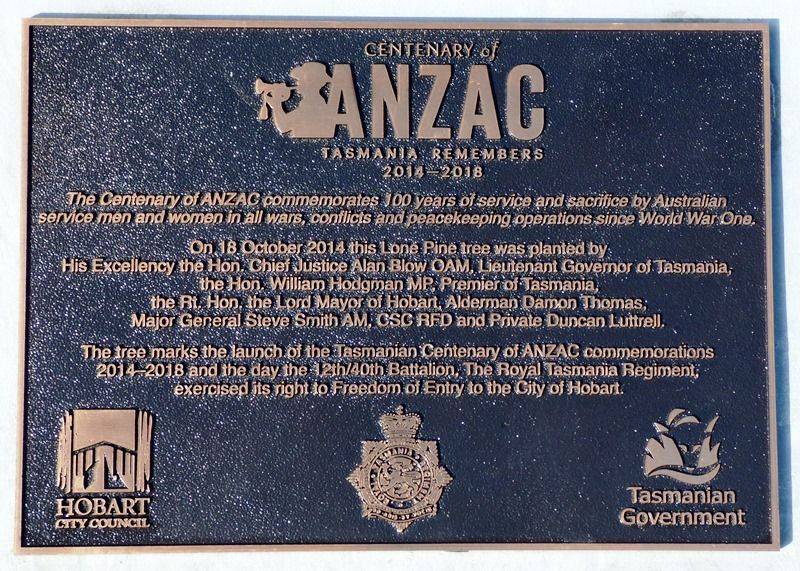 CENTENARY of
ANZAC
TASMANIA REMEMBERS
2014–2018
The Centenary of ANZAC commemorates 100 years of service and sacrifice by Australian
service men and women in all wars, conflicts and peacekeeping operations since World War One.
On 18 October 2014 this Lone Pine tree was planted by
His Excellency the Hon. Chief Justice Alan Blow OAM, Lieutenant Governor of Tasmania,
the Hon. William Hodgman MP, Premier of Tasmania,
the Rt. Hon. the Lord Mayor of Hobart, Alderman Damon Thomas,
Major General Steve Smith AM, CSC RFD and Private Duncan Luttrell.
The tree marks the launch of the Tasmanian Centenary of ANZAC commemorations
2014–2018 and the day the 12th/40th Battalion, The Royal Tasmania Regiment,
exercised its right to Freedom of Entry to the City of Hobart.
HOBART
CITY COUNCIL
TASMANIA
Tasmanian
Government